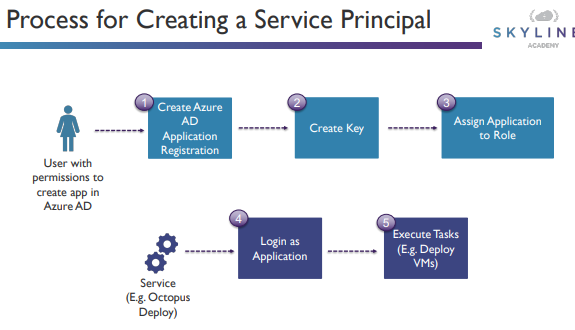 Process for Creating a Service Principal
SKYLINE
ACADEMY
1
Create Azure
AD
Application
Registration
2
Create Key
3
Assign Application
to Role
User with
permissions to
create app in
Azure AD
4
Login as
Application
5
Execute Tasks
(E.g. Deploy
VMs)
Service
(E.g. Octopus
Deploy)